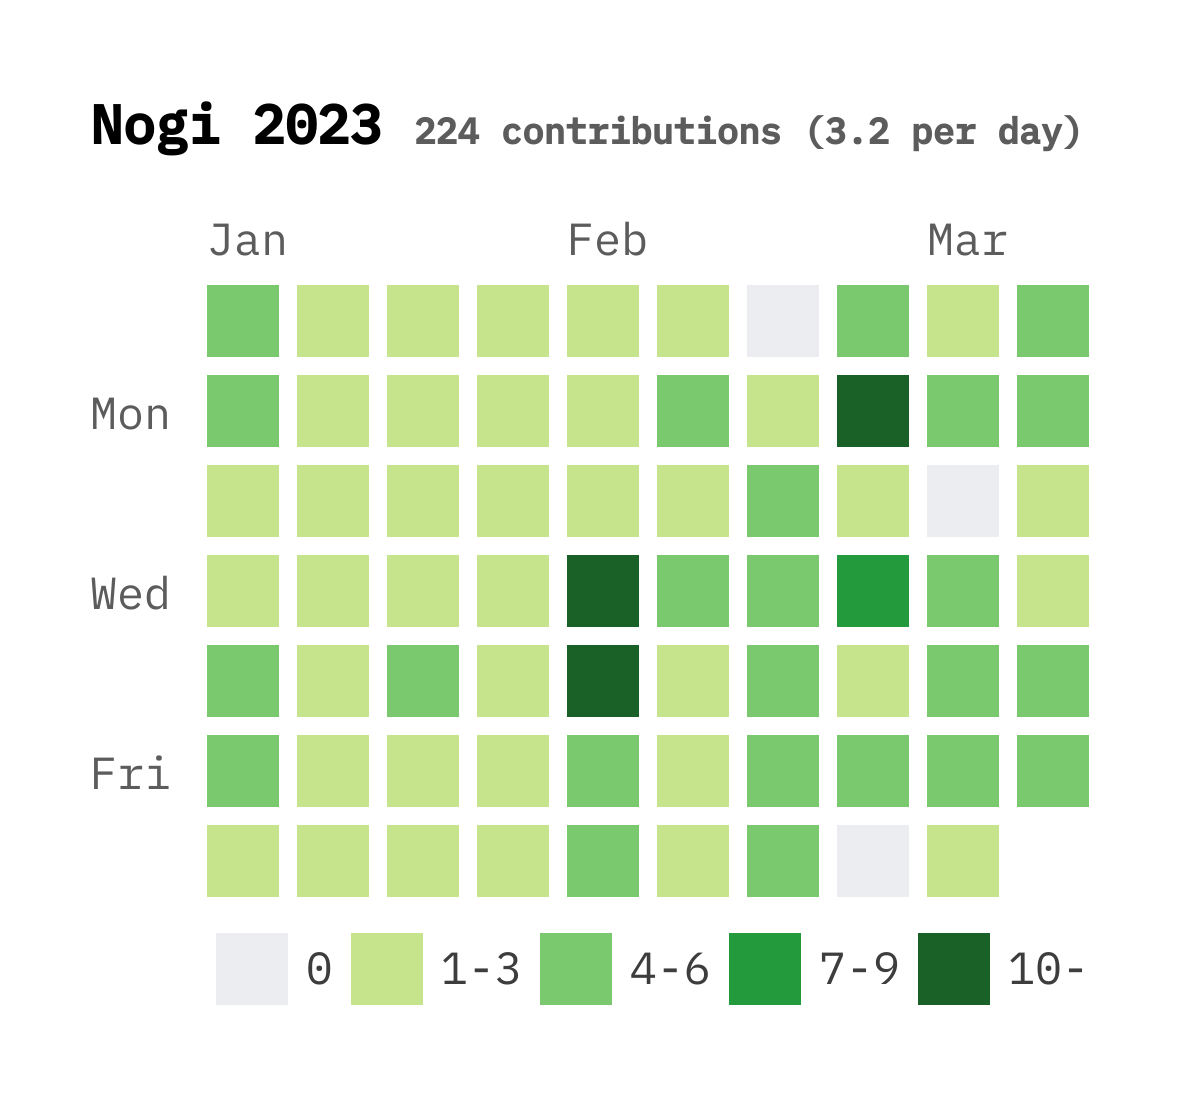 Nogi 2023 224 contributions (3.2 per day)
Jan Feb Mar
Mon
Wed
Fri
0 1-3 4-6 7-9 10-